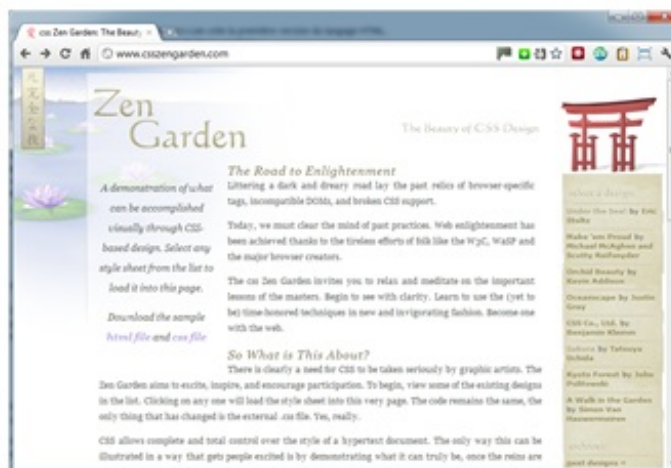 css Zen Garden: The Beaut
www.csszengarden.com
Zen
Garden
The Beauty of CSS Design
A demonstration of what
can be accomplished
visually through CSS-
based design. Select any
style sheet from the list to
load it into this page.
Download the sample
html file and css file
The Road to Enlightenment
Littering a dark and dreary road lay the past relics of browser-specific
tags, incompatible DOMs, and broken CSS support.
Today, we must clear the mind of past practices. Web enlightenment has
been achieved thanks to the tireless efforts of folk like the W3C, WaSP and
the major browser creators.
The css Zen Garden invites you to relax and meditate on the important
lessons of the masters. Begin to see with clarity. Learn to use the (yet to
be) time-honored techniques in new and invigorating fashion. Become one
with the web.
So What is This About?
There is clearly a need for CSS to be taken seriously by graphic artists. The
Zen Garden aims to excite, inspire, and encourage participation. To begin, view some of the existing designs
in the list. Clicking on any one will load the style sheet into this very page. The code remains the same, the
only thing that has changed is the external .css file. Yes, really.
CSS allows complete and total control over the style of a hypertext document. The only way this can be
illustrated in a way that gets people excited is by demonstrating what it can truly be, once the reins are
select a design:
Under the Sea! by Eric
Stoltz
Make 'em Proud by
Michael McAghon and
Scotty Reifsnyder
Orchid Beauty by
Kevin Addison
Oceanscape by Justin
Gray
CSS Co., Ltd. by
Benjamin Klemm
Sakura by Tatsuya
Uchida
Kyoto Forest by John
Politowski
A Walk in the Garden
by Simon Van
Hauwermeiren
archives:
next designs »